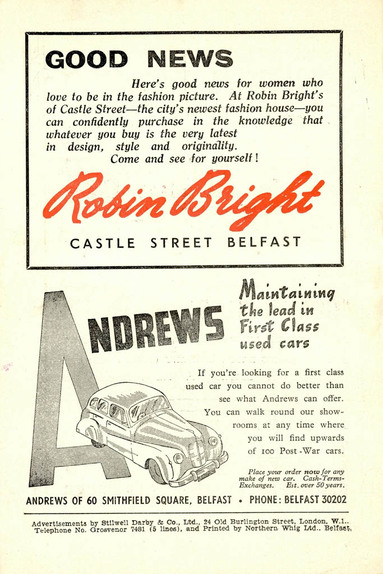 GOOD NEWS
Here's good news for women who
love to be in the fashion picture. At Robin Bright's
of Castle Street—the city's newest fashion house—you
can confidently purchase in the knowledge that
whatever you buy is the very latest
in design, style and originality.
Come and see for yourself!
Robin Bright
CASTLE STREET BELFAST
ANDREWS
Maintaining
the lead in
First Class
used cars
If you're looking for a first class
used car you cannot do better than
see what Andrews can offer.
You can walk round our show-
rooms at any time where
you will find upwards
of 100 Post-War cars.
Place your order now for any
make of new car. Cash-Terms-
Exchanges. Est. over 50 years.
ANDREWS OF 60 SMITHFIELD SQUARE, BELFAST • PHONE: BELFAST 30202
Advertisements by Stilwell Darby & Co., Ltd., 24 Old Burlington Street, London, W.1..
Telephone No. Grosvenor 7481 (5 lines), and Printed by Northern Whig Ltd., Belfast.